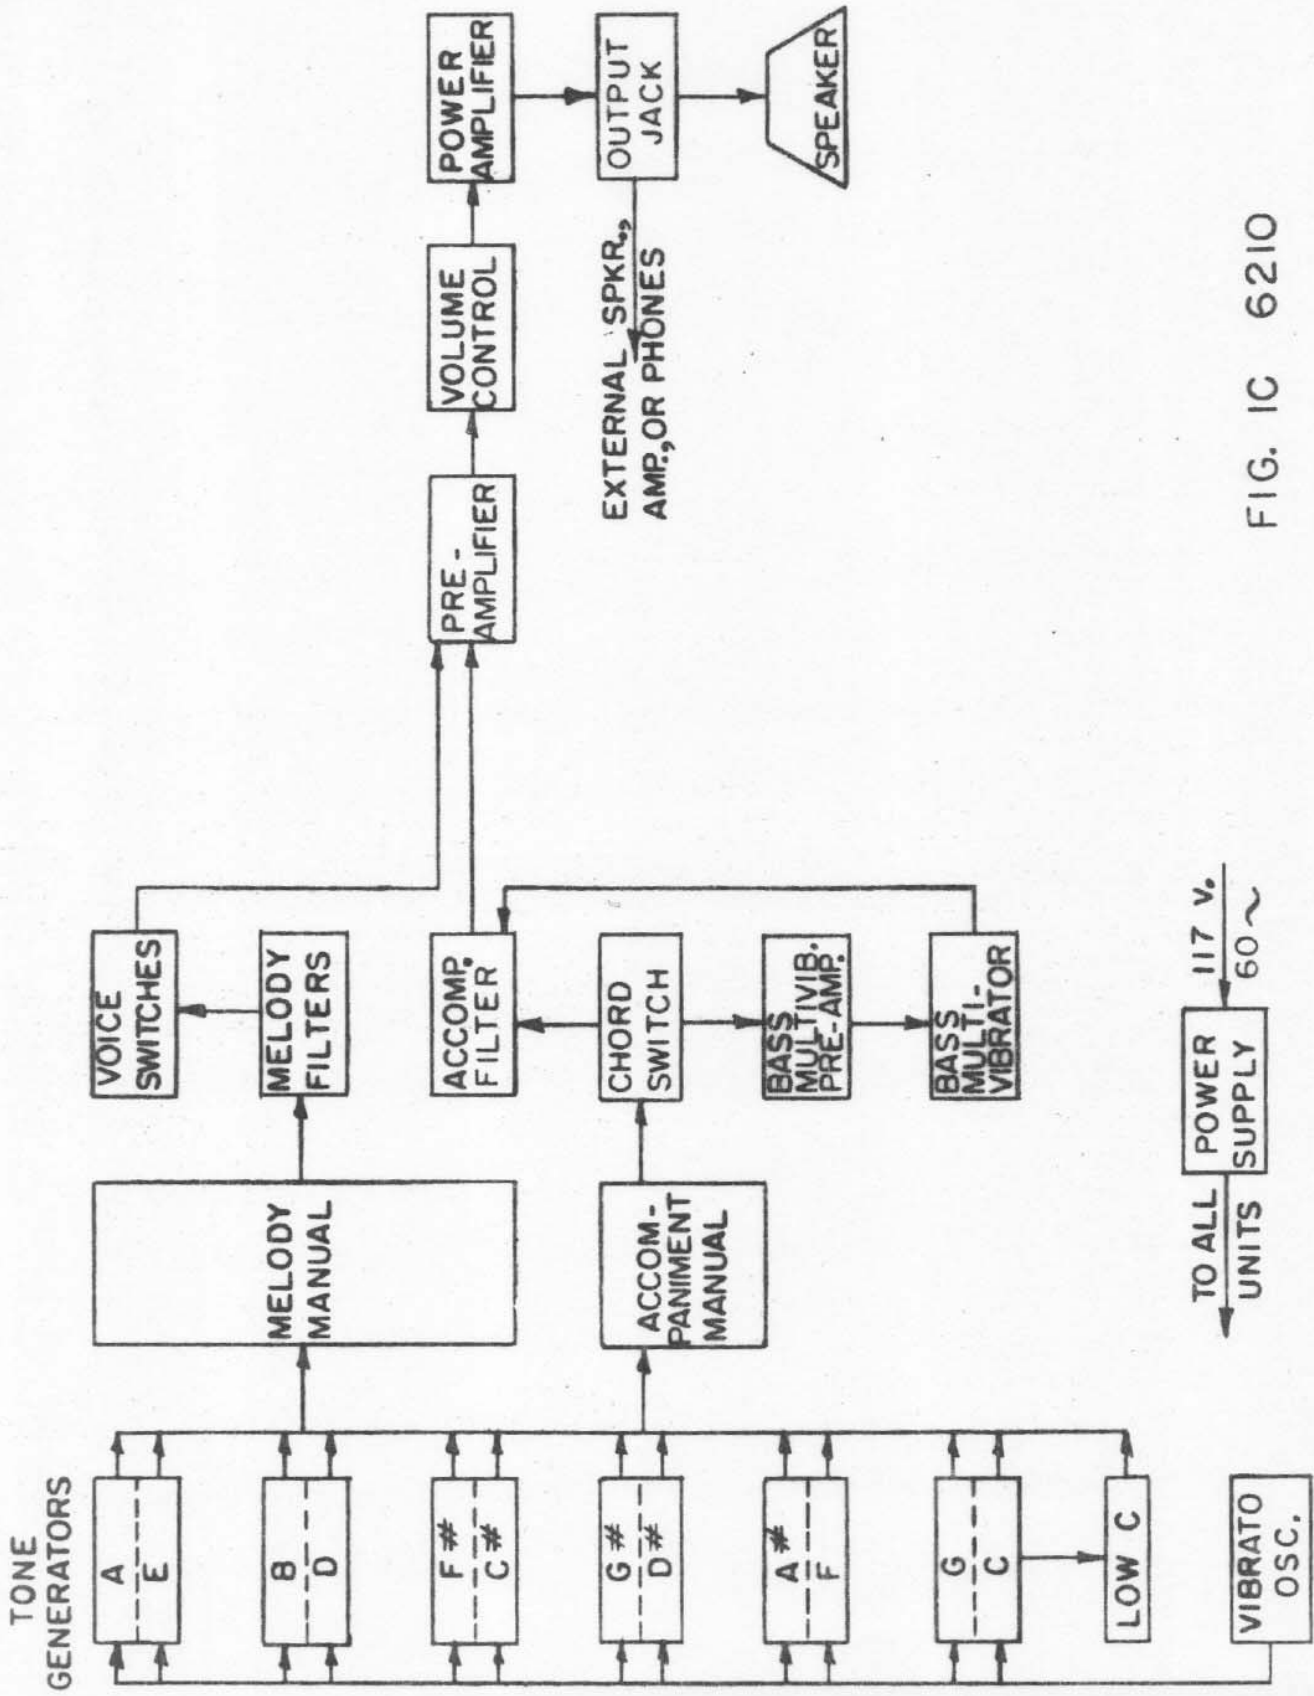 TONE
GENERATORS
A
E
B
D
F#
C#
G#
D#
A#
F
G
C
LOW C
VIBRATO
OSC.
MELODY
MANUAL
ACCOM-
PANIMENT
MANUAL
VOICE
SWITCHES
MELODY
FILTERS
ACCOMP.
FILTER
CHORD
SWITCH
BASS
MULTIVIB.
PRE-AMP.
BASS
MULTI-
VIBRATOR
TO ALL
UNITS
POWER
SUPPLY
117 V.
60~
PRE-
AMPLIFIER
VOLUME
CONTROL
POWER
AMPLIFIER
OUTPUT
JACK
EXTERNAL SPKR.,
AMP., OR PHONES
SPEAKER
FIG. 1C 6210